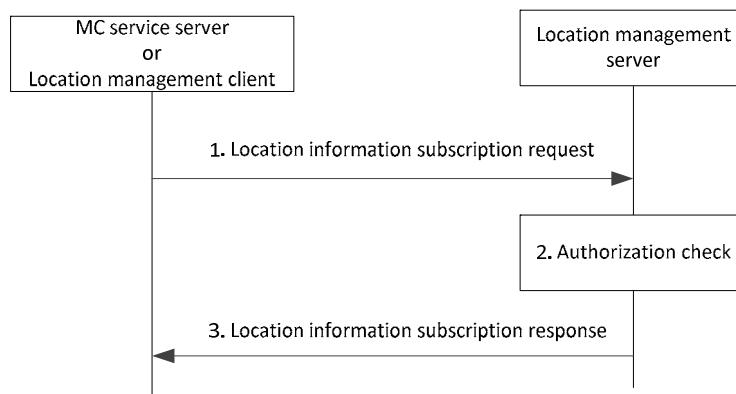 MC service server
or
Location management client
Location management
server
1. Location information subscription request
2. Authorization check
3. Location information subscription response